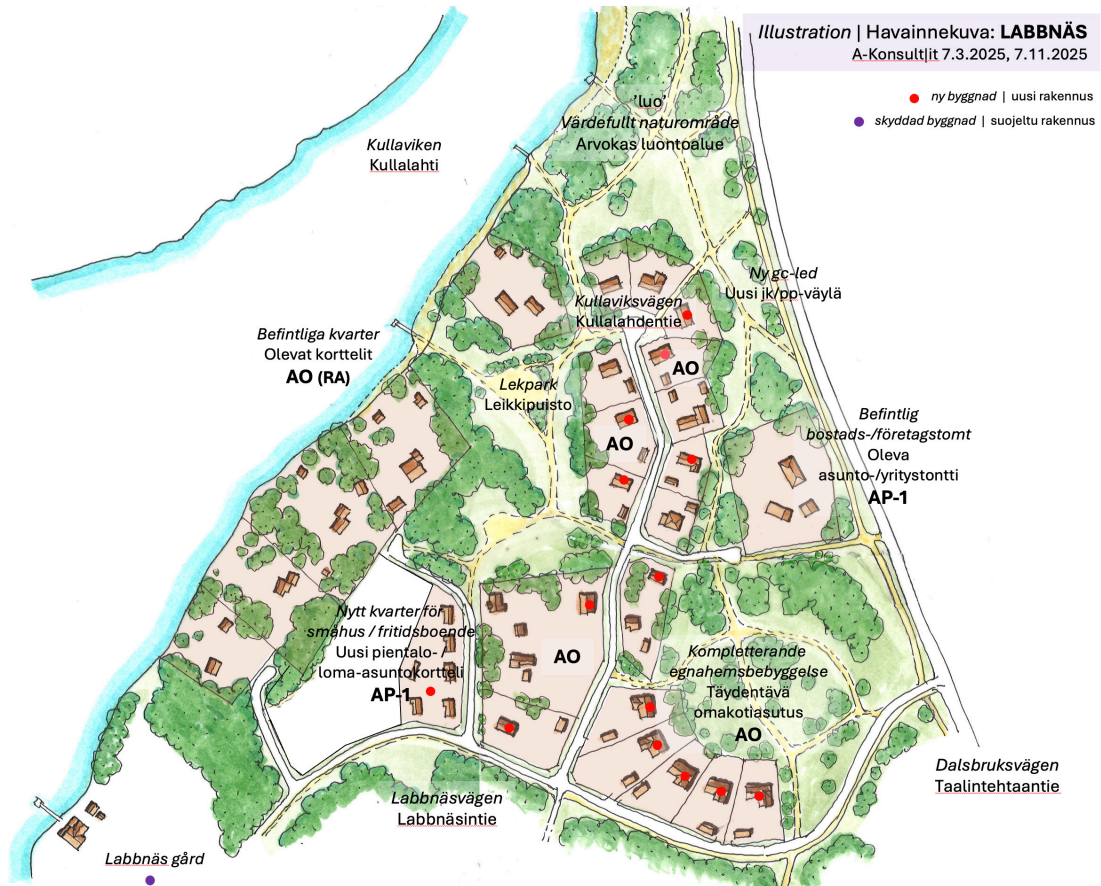 Illustration | Havainnekuva: LABBNÄS
A-Konsult|it 7.3.2025, 7.11.2025
ny byggnad | uusi rakennus
skyddad byggnad | suojeltu rakennus
'luo'
Värdefullt naturområde
Arvokas luontoalue
Kullaviken
Kullalahti
Ny gc-led
Uusi jk/pp-väylä
Kullaviksvägen
Kullalahdentie
Befintliga kvarter
Olevat korttelit
AO (RA)
AO
Lekpark
Leikkipuisto
AO
Befintlig
bostads-/företagstomt
Oleva
asunto-/yritystontti
AP-1
Nytt kvarter för
småhus / fritidsboende
Uusi pientalo- /
loma-asuntokortteli
AP-1
AO
Kompletterande
egnahemsbebyggelse
Täydentävä
omakotiasutus
AO
Dalsbruksvägen
Taalintehtaantie
Labbnäsvägen
Labbnäsintie
Labbnäs gård